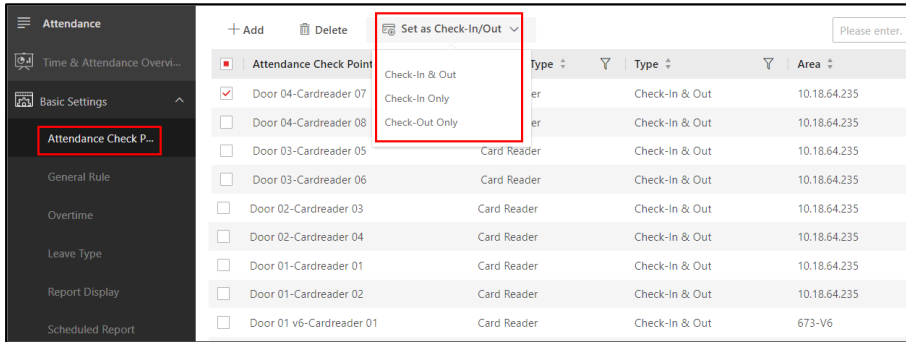 Attendance
Time & Attendance Overvi...
Basic Settings
Attendance Check P...
General Rule
Overtime
Leave Type
Report Display
Scheduled Report
Add Delete Set as Check-In/Out Please enter.
Check-In & Out
Check-In Only
Check-Out Only
Attendance Check Point Type Type Area
Door 04-Cardreader 07 er Check-In & Out 10.18.64.235
Door 04-Cardreader 08 er Check-In & Out 10.18.64.235
Door 03-Cardreader 05 Card Reader Check-In & Out 10.18.64.235
Door 03-Cardreader 06 Card Reader Check-In & Out 10.18.64.235
Door 02-Cardreader 03 Card Reader Check-In & Out 10.18.64.235
Door 02-Cardreader 04 Card Reader Check-In & Out 10.18.64.235
Door 01-Cardreader 01 Card Reader Check-In & Out 10.18.64.235
Door 01-Cardreader 02 Card Reader Check-In & Out 10.18.64.235
Door 01 v6-Cardreader 01 Card Reader Check-In & Out 673-V6